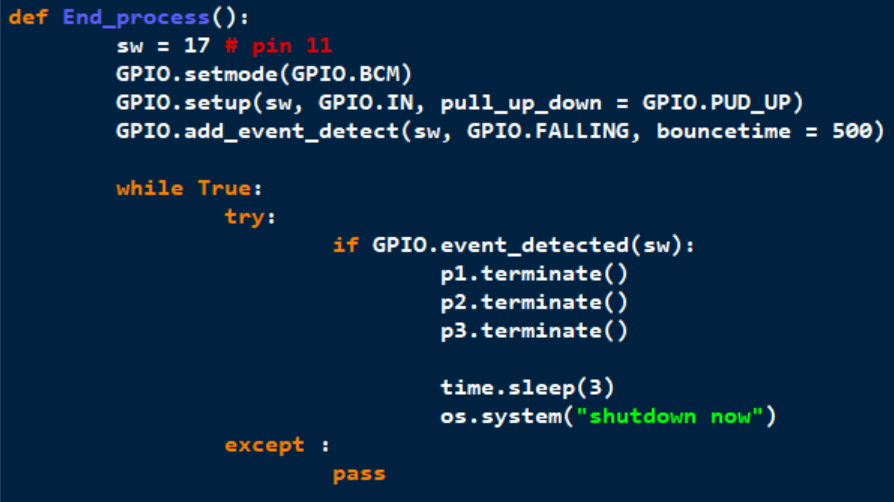 def End_process():
sw = 17 # pin 11
GPIO.setmode(GPIO.BCM)
GPIO.setup(sw, GPIO.IN, pull_up_down = GPIO.PUD_UP)
GPIO.add_event_detect(sw, GPIO.FALLING, bouncetime = 500)
while True:
try:
if GPIO.event_detected(sw):
p1.terminate()
p2.terminate()
p3.terminate()
time.sleep(3)
os.system("shutdown now")
except :
pass